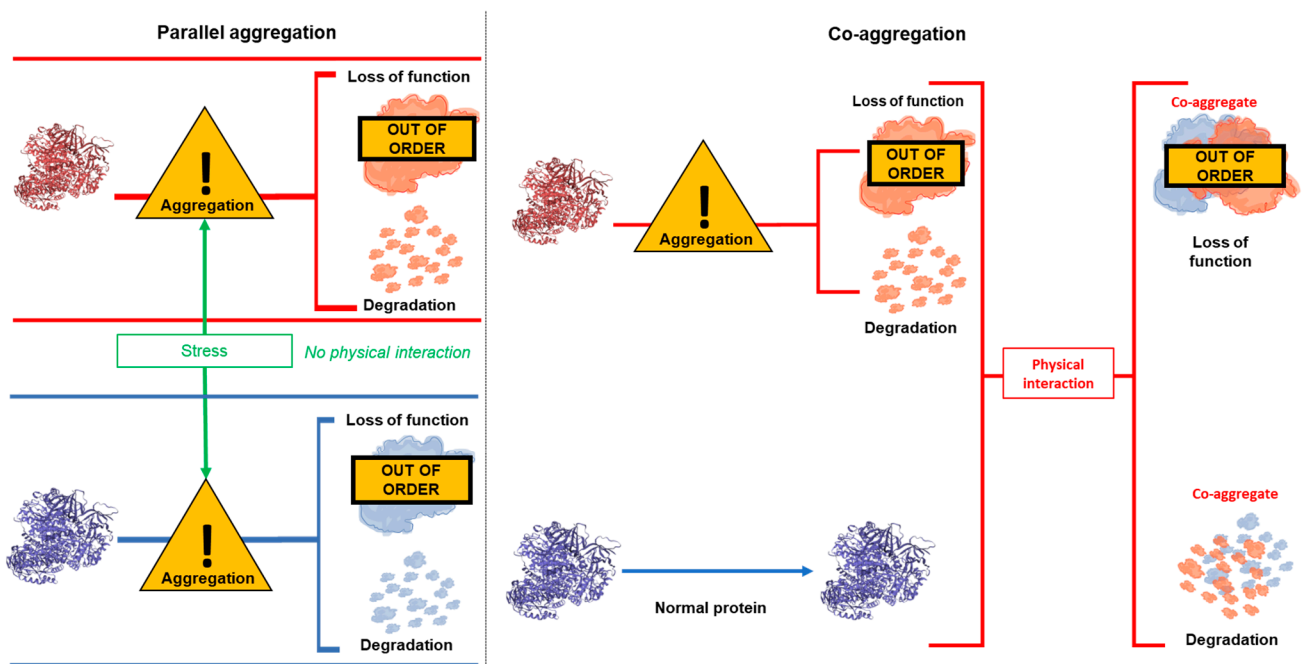 Parallel aggregation
Loss of function
OUT OF
ORDER
!
Aggregation
Degradation
Stress
No physical interaction
Loss of function
OUT OF
ORDER
!
Aggregation
Degradation
Co-aggregation
Loss of function
OUT OF
ORDER
!
Aggregation
Degradation
Normal protein
Physical
interaction
Co-aggregate
OUT OF
ORDER
Loss of
function
Co-aggregate
Degradation